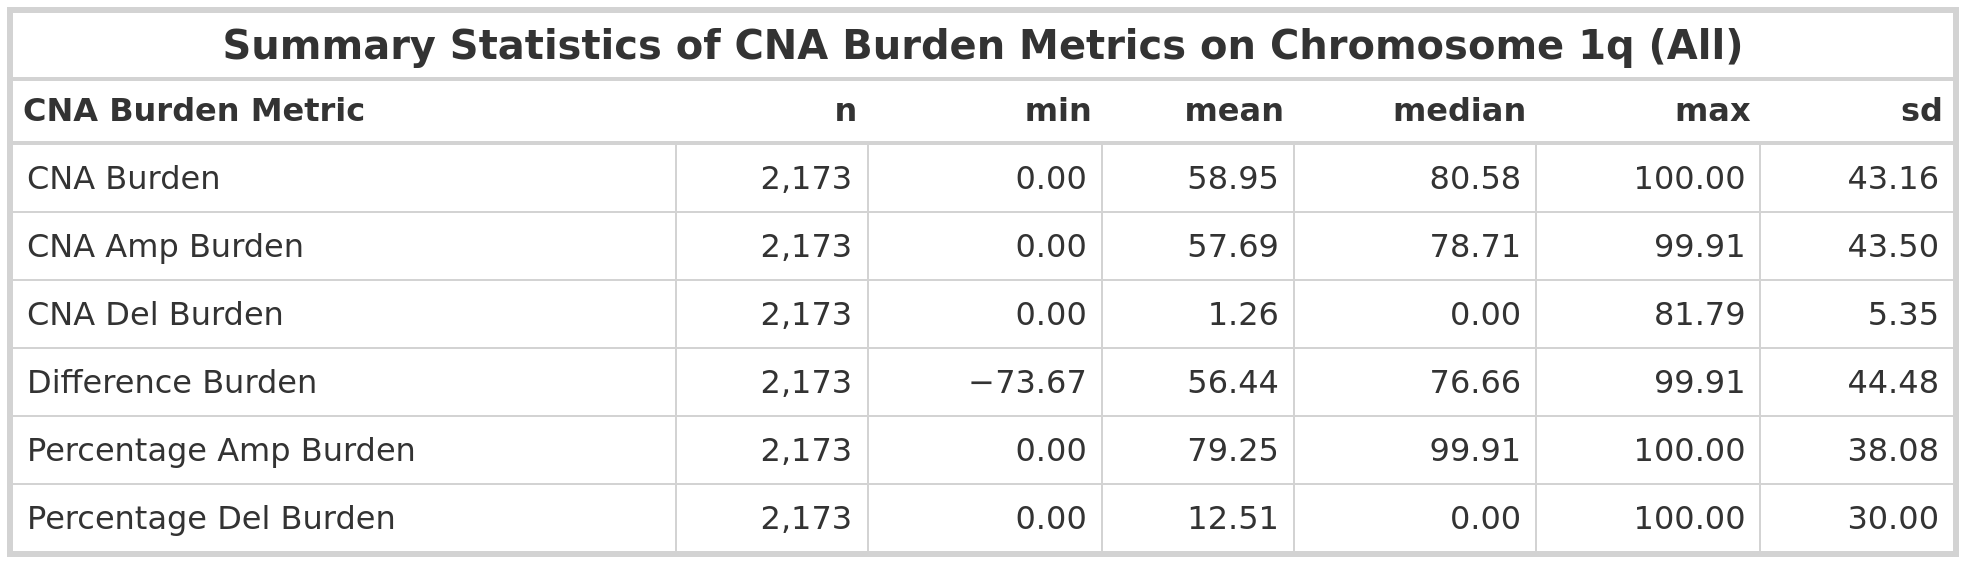 Summary Statistics of CNA Burden Metrics on Chromosome 1q (All)
CNA Burden Metric n min mean median max sd
CNA Burden 2,173 0.00 58.95 80.58 100.00 43.16
CNA Amp Burden 2,173 0.00 57.69 78.71 99.91 43.50
CNA Del Burden 2,173 0.00 1.26 0.00 81.79 5.35
Difference Burden 2,173 −73.67 56.44 76.66 99.91 44.48
Percentage Amp Burden 2,173 0.00 79.25 99.91 100.00 38.08
Percentage Del Burden 2,173 0.00 12.51 0.00 100.00 30.00